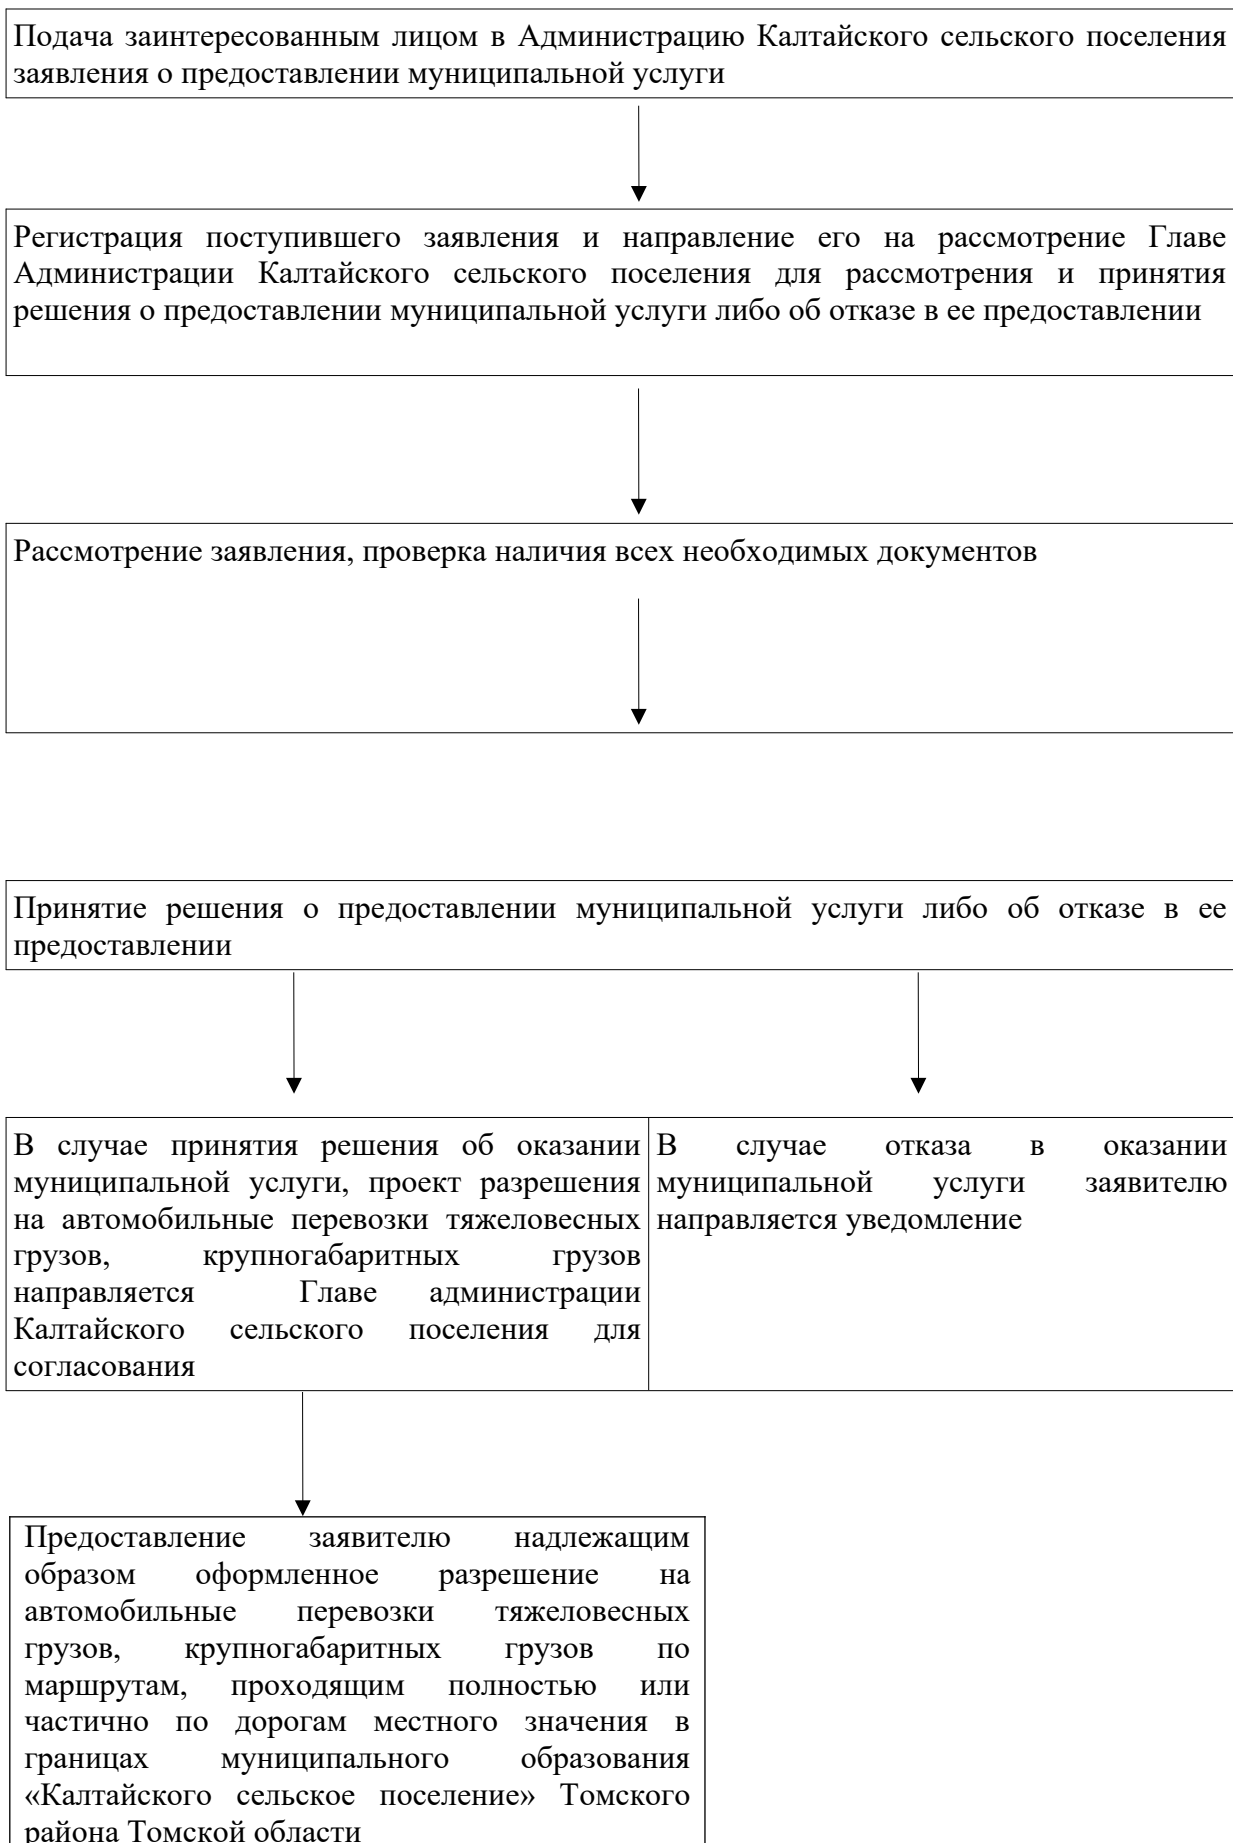 Подача заинтересованным лицом в Администрацию Калтайского сельского поселения
заявления о предоставлении муниципальной услуги
Регистрация поступившего заявления и направление его на рассмотрение Главе
Администрации Калтайского сельского поселения для рассмотрения и принятия
решения о предоставлении муниципальной услуги либо об отказе в ее предоставлении
Рассмотрение заявления, проверка наличия всех необходимых документов
Принятие решения о предоставлении муниципальной услуги либо об отказе в ее
предоставлении
В случае принятия решения об оказании
муниципальной услуги, проект разрешения
на автомобильные перевозки тяжеловесных
грузов, крупногабаритных грузов
направляется Главе администрации
Калтайского сельского поселения для
согласования
В случае отказа в оказании
муниципальной услуги заявителю
направляется уведомление
Предоставление заявителю надлежащим
образом оформленное разрешение на
автомобильные перевозки тяжеловесных
грузов, крупногабаритных грузов по
маршрутам, проходящим полностью или
частично по дорогам местного значения в
границах муниципального образования
«Калтайского сельское поселение» Томского
района Томской области